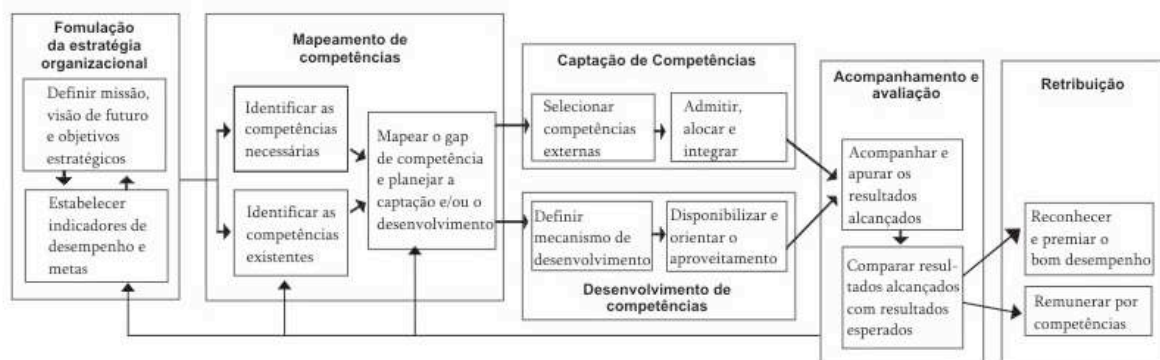 Fomulação
da estratégia
organizacional
Definir missão,
visão de futuro
e objetivos
estratégicos
Estabelecer
indicadores de
desempenho e
metas
Mapeamento de
competências
Identificar as
competências
necessárias
Identificar as
competências
existentes
Mapear o gap
de competência
e planejar a
captação e/ou o
desenvolvimento
Captação de Competências
Selecionar
competências
externas
Admitir,
alocar e
integrar
Definir
mecanismo de
desenvolvimento
Disponibilizar e
orientar o
aproveitamento
Desenvolvimento de
competências
Acompanhamento e
avaliação
Acompanhar e
apurar os
resultados
alcançados
Comparar resul-
tados alcançados
com resultados
esperados
Retribuição
Reconhecer
e premiar o
bom desempenho
Remunerar por
competências